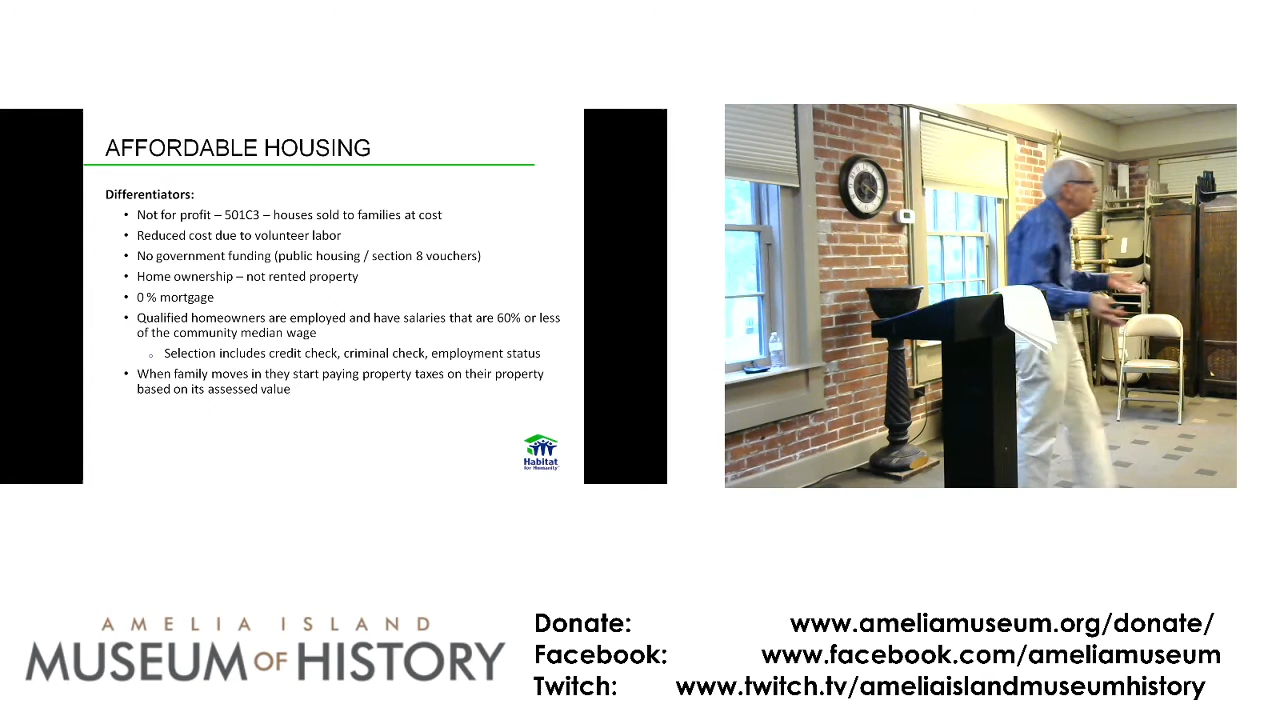 AFFORDABLE HOUSING
Differentiators:
• Not for profit – 501C3 – houses sold to families at cost
• Reduced cost due to volunteer labor
• No government funding (public housing / section 8 vouchers)
• Home ownership – not rented property
• 0 % mortgage
• Qualified homeowners are employed and have salaries that are 60% or less
of the community median wage
o Selection includes credit check, criminal check, employment status
• When family moves in they start paying property taxes on their property
based on its assessed value
Habitat
for Humanity
AMELIA ISLAND
MUSEUM OF HISTORY
Donate: www.ameliamuseum.org/donate/
Facebook: www.facebook.com/ameliamuseum
Twitch: www.twitch.tv/ameliaislandmuseumhistory